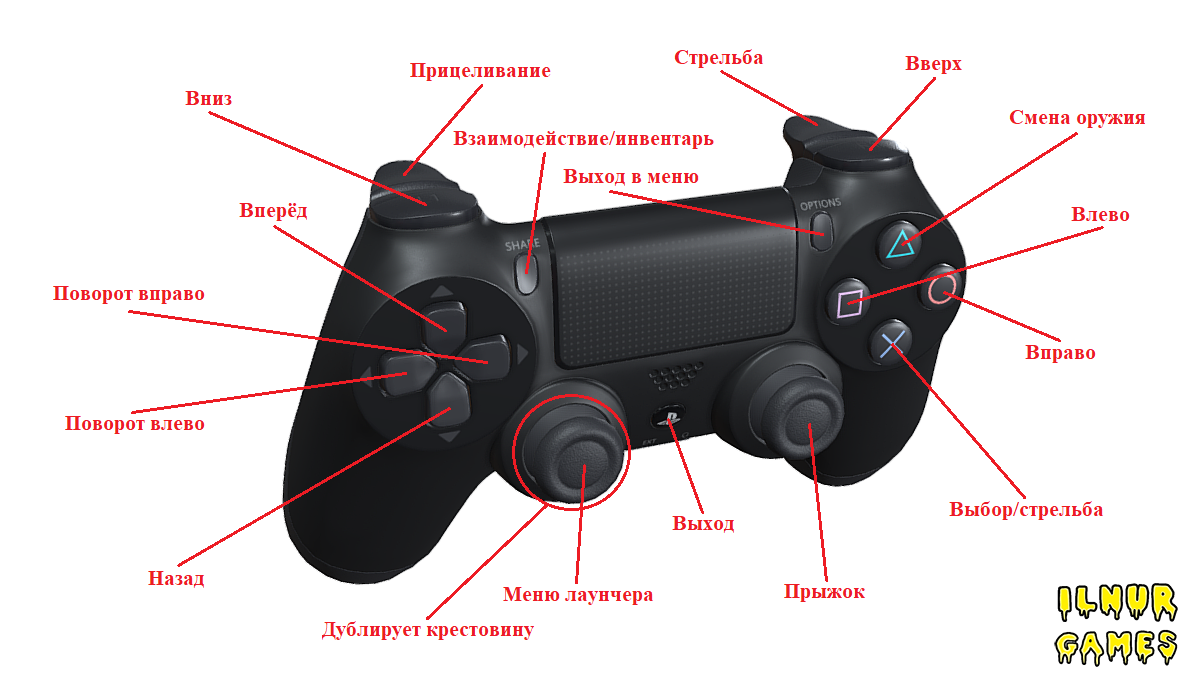 Стрельба
Вверх
Прицеливание
Вниз
Смена оружия
Взаимодействие/инвентарь
Выход в меню
OPTIONS
Вперёд
Влево
SHARE
Поворот вправо
Вправо
Поворот влево
EXT
Выбор/стрельба
Выход
Назад
Меню лаунчера
Прыжок
Дублирует крестовину
ILNUR
GAMES